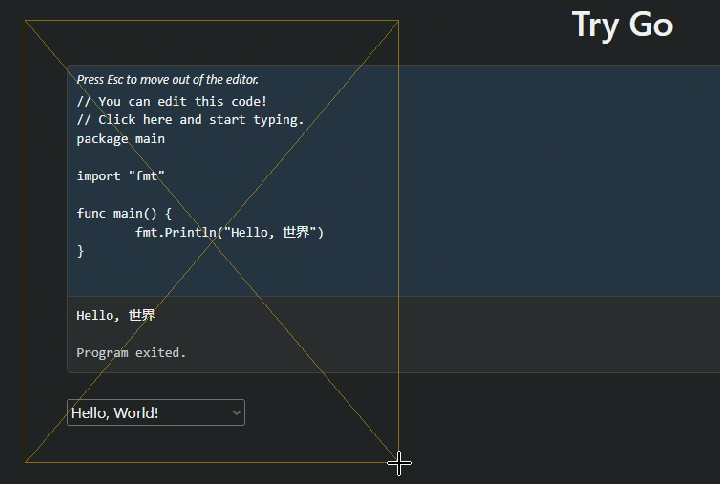 Try Go
Press Esc to move out of the editor.
// You can edit this code!
// Click here and start typing.
package main
import "fmt"
func main() {
fmt.Println("Hello, 世界")
}
Hello, 世界
Program exited.
Hello, World!